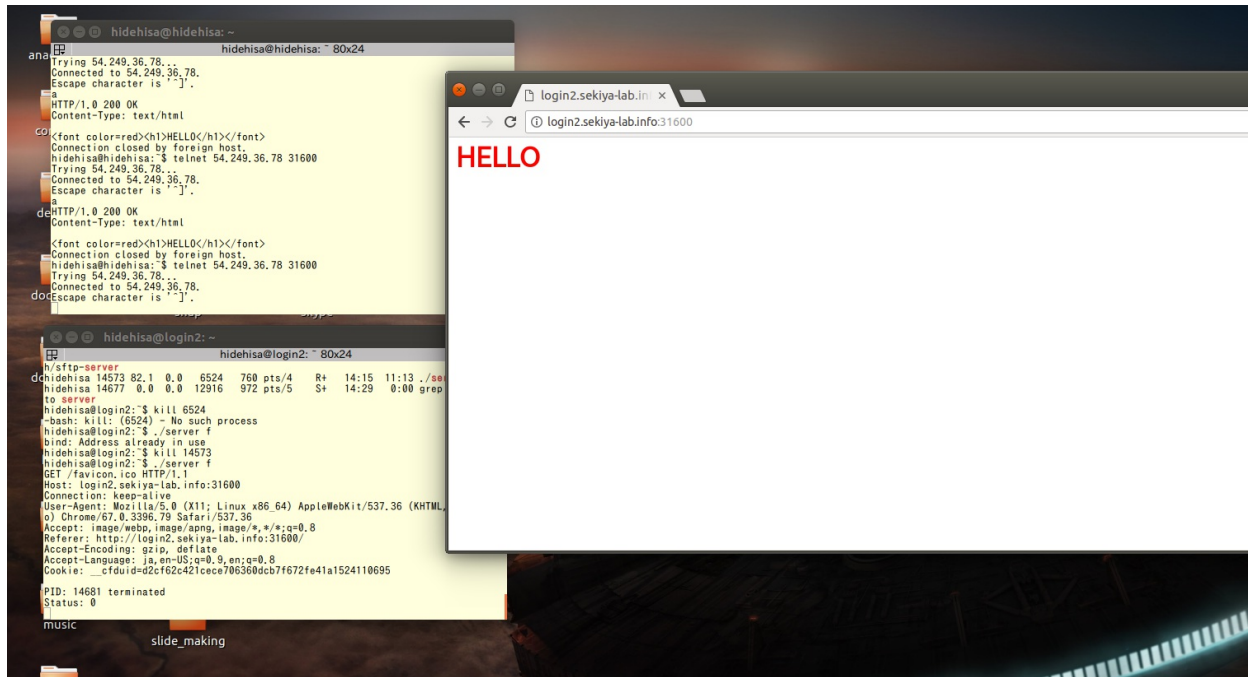 hidehisa@hidehisa: ~
hidehisa@hidehisa: ~ 80x24
Trying 54.249.36.78...
Connected to 54.249.36.78.
Escape character is '^]'.
a
HTTP/1.0 200 OK
Content-Type: text/html

<font color=red><h1>HELLO</h1></font>
Connection closed by foreign host.
hidehisa@hidehisa:~$ telnet 54.249.36.78 31600
Trying 54.249.36.78...
Connected to 54.249.36.78.
Escape character is '^]'.
a
HTTP/1.0 200 OK
Content-Type: text/html

<font color=red><h1>HELLO</h1></font>
Connection closed by foreign host.
hidehisa@hidehisa:~$ telnet 54.249.36.78 31600
Trying 54.249.36.78...
Connected to 54.249.36.78.
Escape character is '^]'.
login2.sekiya-lab.in
login2.sekiya-lab.info:31600
HELLO
hidehisa@login2: ~
hidehisa@login2: ~ 80x24
h/sftp-server
hidehisa 14573 82.1 0.0 6524 760 pts/4 R+ 14:15 11:13 ./se
hidehisa 14677 0.0 0.0 12916 972 pts/5 S+ 14:29 0:00 grep
to server
hidehisa@login2:~$ kill 6524
-bash: kill: (6524) - No such process
hidehisa@login2:~$ ./server f
bind: Address already in use
hidehisa@login2:~$ kill 14573
hidehisa@login2:~$ ./server f
GET /favicon.ico HTTP/1.1
Host: login2.sekiya-lab.info:31600
Connection: keep-alive
User-Agent: Mozilla/5.0 (X11; Linux x86_64) AppleWebKit/537.36 (KHTML,
o) Chrome/67.0.3396.79 Safari/537.36
Accept: image/webp,image/apng,image/*,*/*;q=0.8
Referer: http://login2.sekiya-lab.info:31600/
Accept-Encoding: gzip, deflate
Accept-Language: ja,en-US;q=0.9,en;q=0.8
Cookie: __cfduid=d2cf62c421cece706360dcb7f672fe41a1524110695

PID: 14681 terminated
Status: 0
music
slide_making